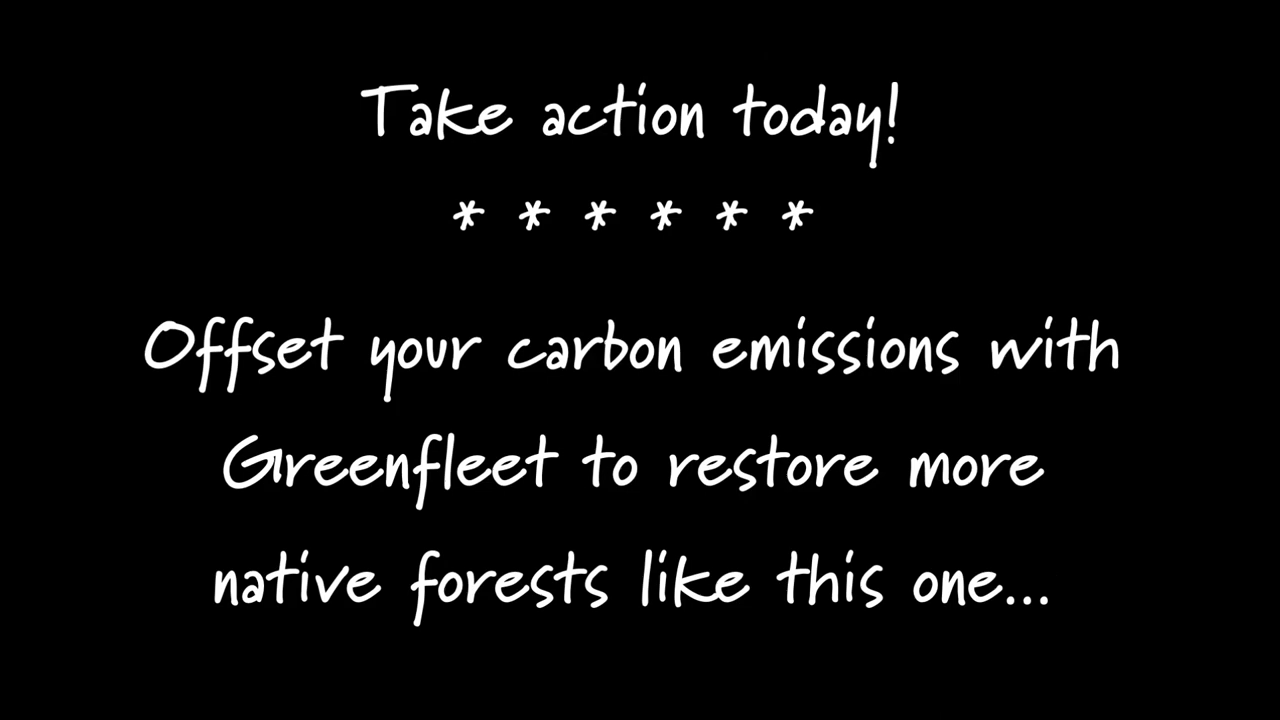 Take action today!
* * * * * *
Offset your carbon emissions with
Greenfleet to restore more
native forests like this one...